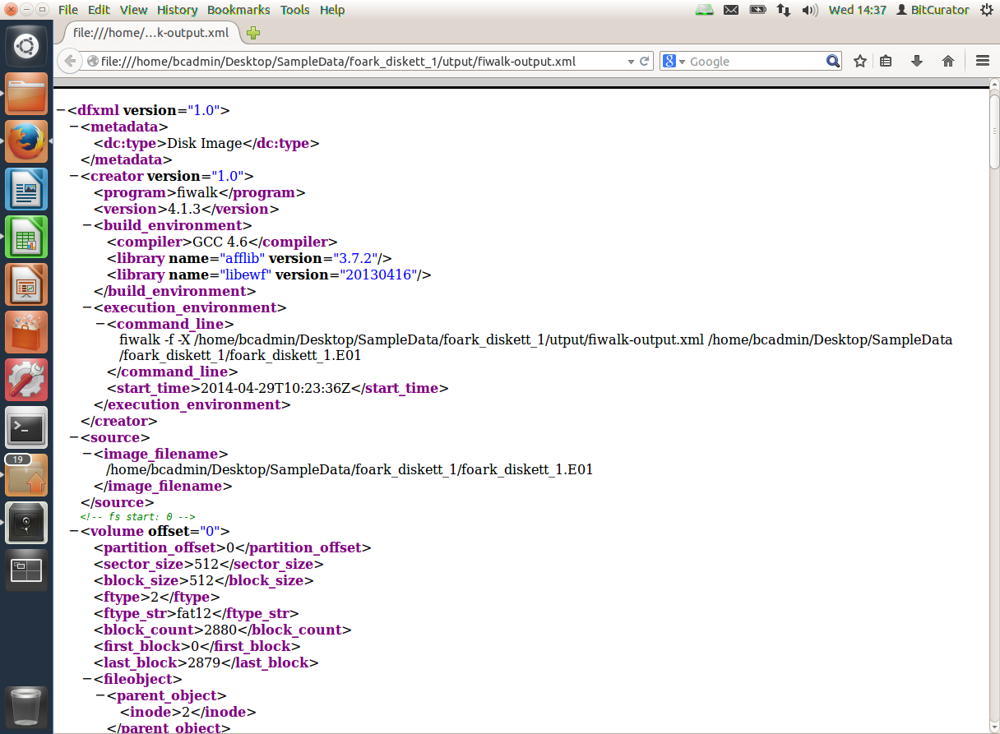 File Edit View History Bookmarks Tools Help Wed 14:37 BitCurator
file:///home/...k-output.xml
file:///home/bcadmin/Desktop/SampleData/foark_diskett_1/utput/fiwalk-output.xml 8 Google
−<dfxml version="1.0">
−<metadata>
<dc:type>Disk Image</dc:type>
</metadata>
−<creator version="1.0">
<program>fiwalk</program>
<version>4.1.3</version>
−<build_environment>
<compiler>GCC 4.6</compiler>
<library name="afflib" version="3.7.2"/>
<library name="libewf" version="20130416"/>
</build_environment>
−<execution_environment>
−<command_line>
fiwalk -f -X /home/bcadmin/Desktop/SampleData/foark_diskett_1/utput/fiwalk-output.xml /home/bcadmin/Desktop/SampleData
/foark_diskett_1/foark_diskett_1.E01
</command_line>
<start_time>2014-04-29T10:23:36Z</start_time>
</execution_environment>
</creator>
−<source>
−<image_filename>
/home/bcadmin/Desktop/SampleData/foark_diskett_1/foark_diskett_1.E01
</image_filename>
</source>
<!-- fs start: 0 -->
−<volume offset="0">
<partition_offset>0</partition_offset>
<sector_size>512</sector_size>
<block_size>512</block_size>
<ftype>2</ftype>
<ftype_str>fat12</ftype_str>
<block_count>2880</block_count>
<first_block>0</first_block>
<last_block>2879</last_block>
−<fileobject>
−<parent_object>
<inode>2</inode>
</parent_object>
>_
19